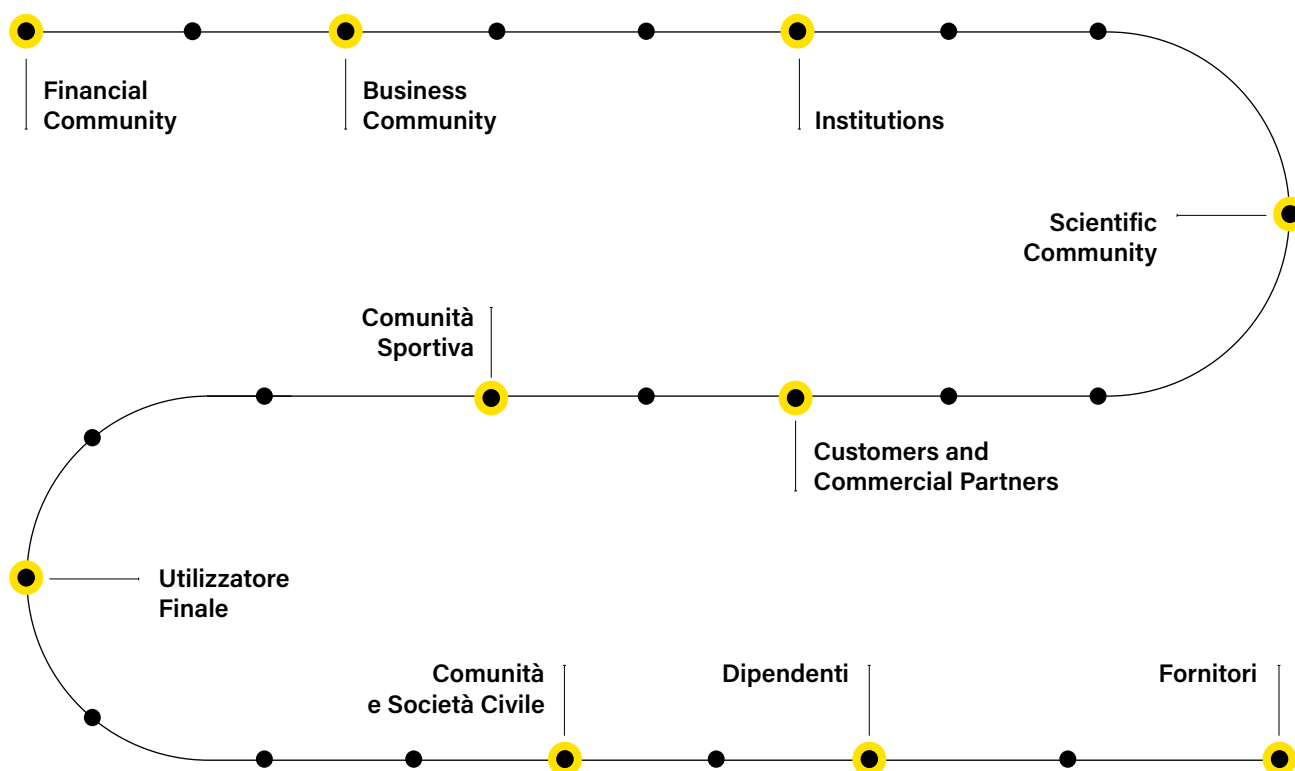 Financial
Community
Business
Community
Institutions
Scientific
Community
Comunità
Sportiva
Customers and
Commercial Partners
Utilizzatore
Finale
Comunità
e Società Civile
Dipendenti
Fornitori